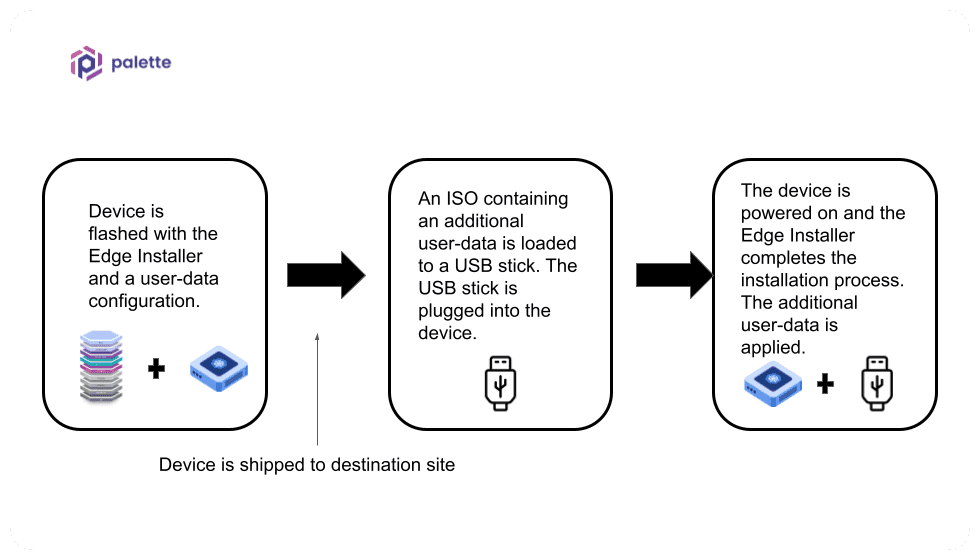 palette
Device is
flashed with the
Edge Installer
and a user-data
configuration.
An ISO containing
an additional
user-data is loaded
to a USB stick. The
USB stick is
plugged into the
device.
The device is
powered on and the
Edge Installer
completes the
installation process.
The additional
user-data is
applied.
Device is shipped to destination site